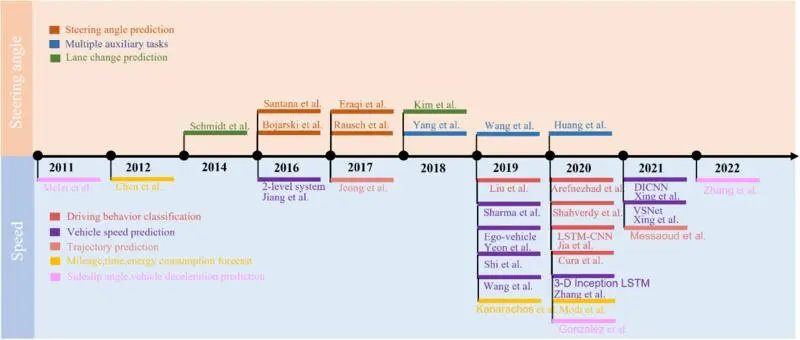 Steering angle
Steering angle prediction
Multiple auxiliary tasks
Lane change prediction
Schmidt et al.
Santana et al.
Bojarski et al.
Eraqi et al.
Rausch et al.
Kim et al.
Yang et al.
Wang et al.
Huang et al.
2011
2012
2014
2016
2017
2018
2019
2020
2021
2022
Speed
Melzi et al.
Chen et al.
2-level system
Jiang et al.
Jeong et al.
Liu et al.
Sharma et al.
Ego-vehicle
Yeon et al.
Shi et al.
Wang et al.
Kanarachos et al.
Arefnezhad et al.
Shahverdy et al.
LSTM-CNN
Jia et al.
Cura et al.
3-D Inception LSTM
Zhang et al.
Modi et al.
González et al.
DICNN
Xing et al.
VSNet
Xing et al.
Messaoud et al.
Zhang et al.
Driving behavior classification
Vehicle speed prediction
Trajectory prediction
Mileage,time,energy consumption forecast
Sideslip angle,vehicle deceleration prediction